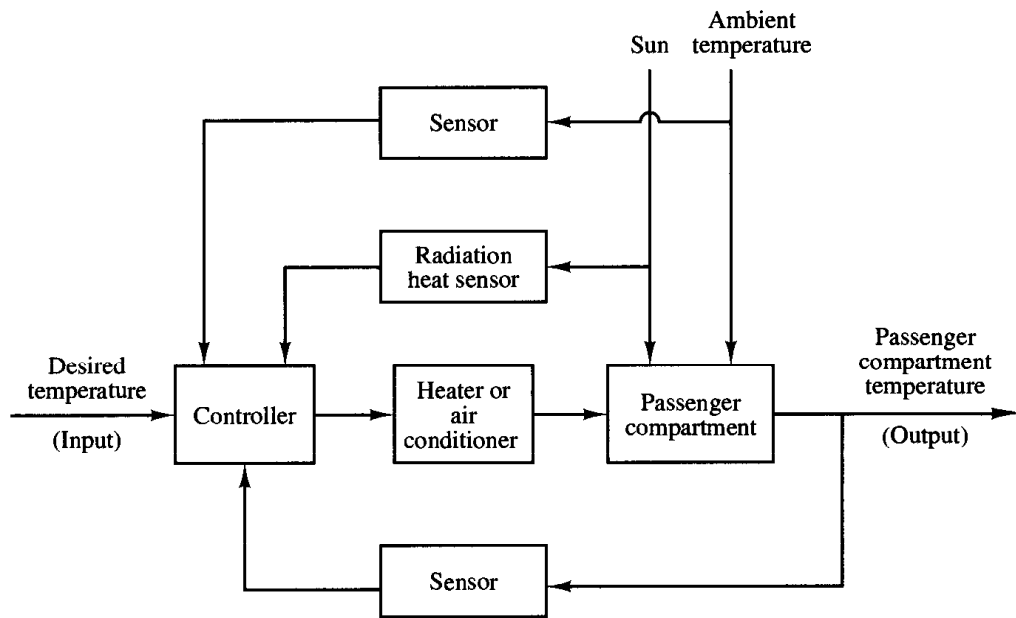 Sun
Ambient
temperature
Sensor
Radiation
heat sensor
Desired
temperature
(Input)
Controller
Heater or
air
conditioner
Passenger
compartment
Passenger
compartment
temperature
(Output)
Sensor